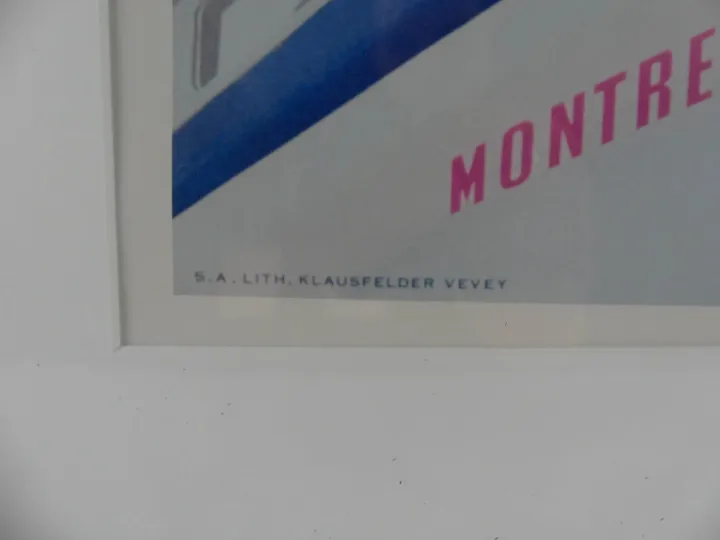 MONTRE
S.A. LITH. KLAUSFELDER VEVEY